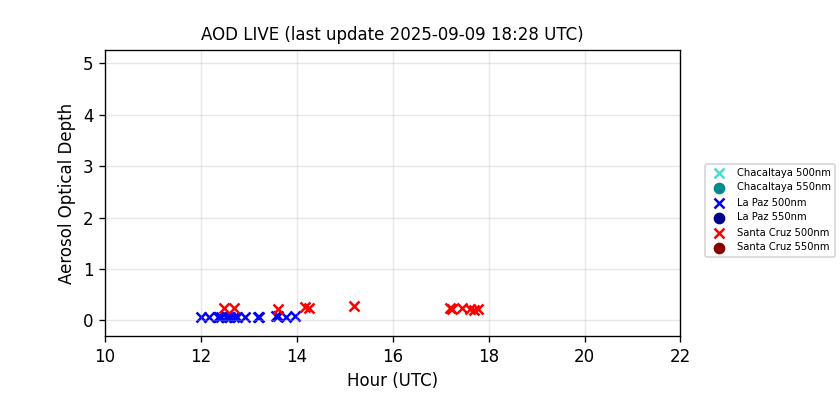 AOD LIVE (last update 2025-09-09 18:28 UTC)
5
4
3
2
1
0
Aerosol Optical Depth
10 12 14 16 18 20 22
Hour (UTC)
Chacaltaya 500nm
Chacaltaya 550nm
La Paz 500nm
La Paz 550nm
Santa Cruz 500nm
Santa Cruz 550nm